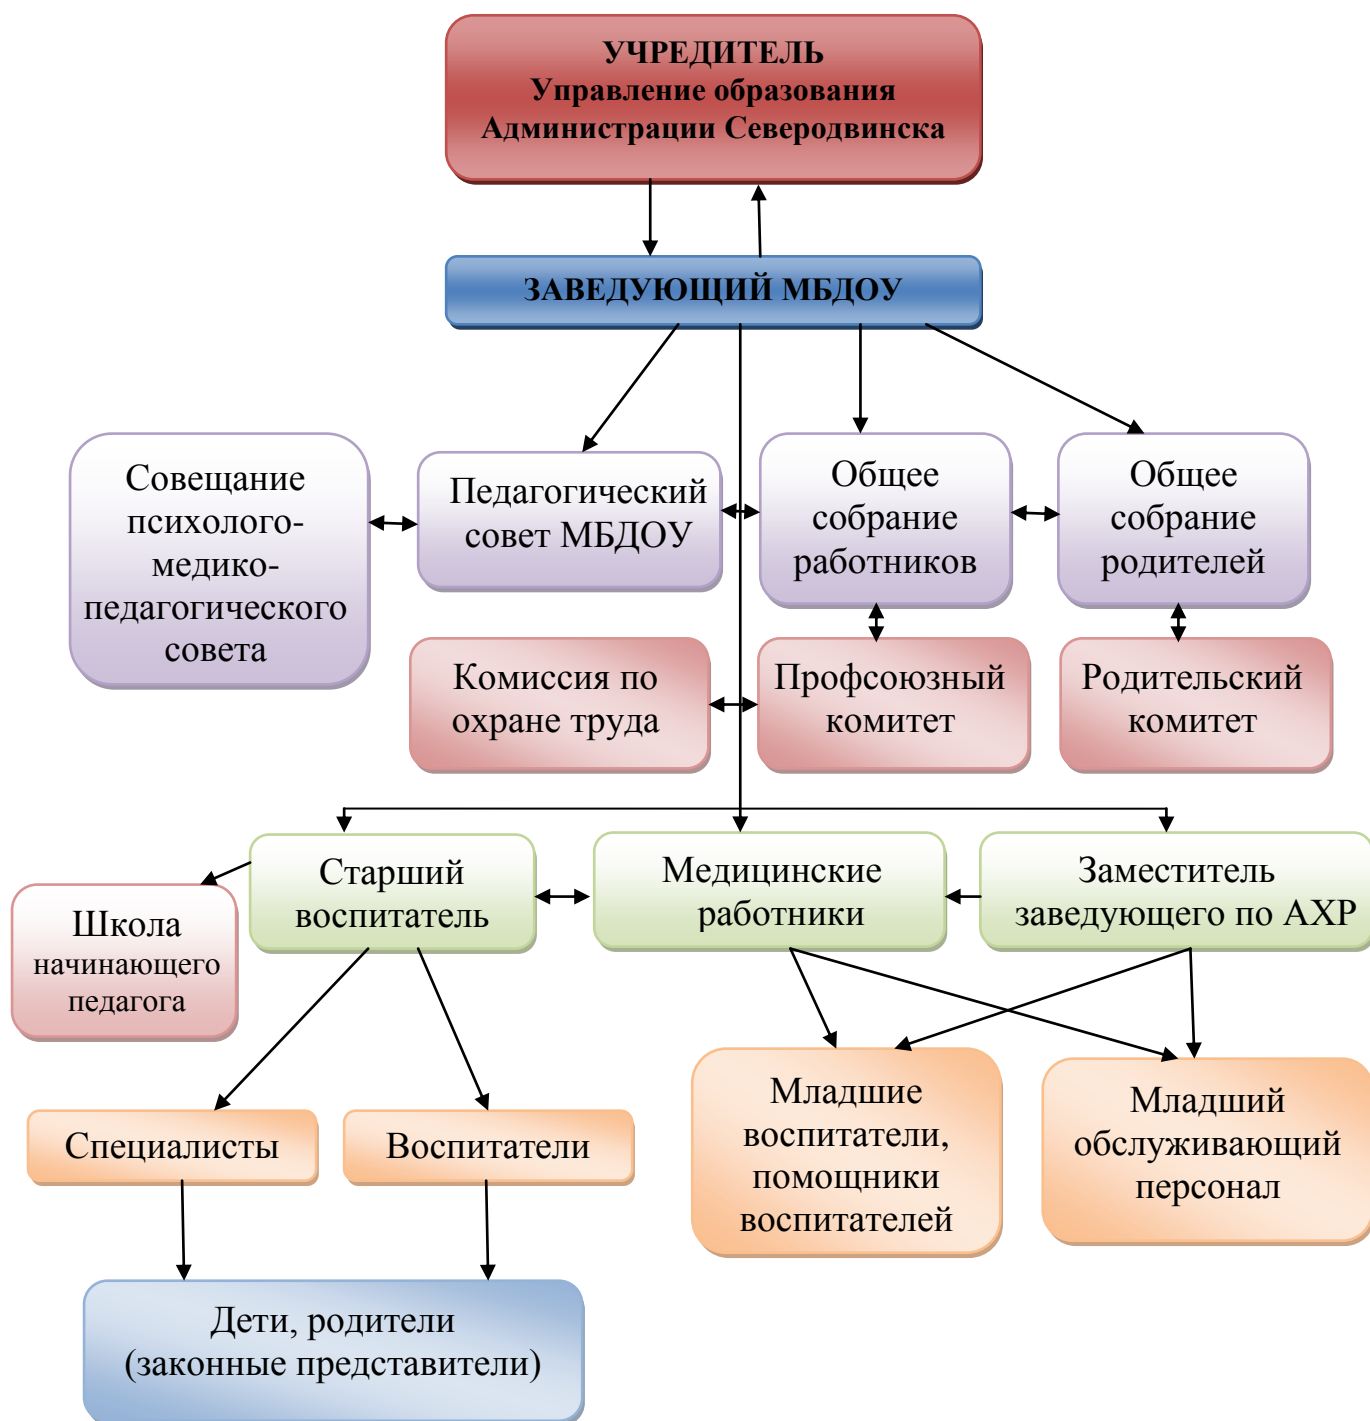 УЧРЕДИТЕЛЬ
Управление образования
Администрации Северодвинска
ЗАВЕДУЮЩИЙ МБДОУ
Совещание
психолого-
медико-
педагогического
совета
Педагогический
совет МБДОУ
Общее
собрание
работников
Общее
собрание
родителей
Комиссия по
охране труда
Профсоюзный
комитет
Родительский
комитет
Старший
воспитатель
Медицинские
работники
Заместитель
заведующего по АХР
Школа
начинающего
педагога
Специалисты
Воспитатели
Младшие
воспитатели,
помощники
воспитателей
Младший
обслуживающий
персонал
Дети, родители
(законные представители)